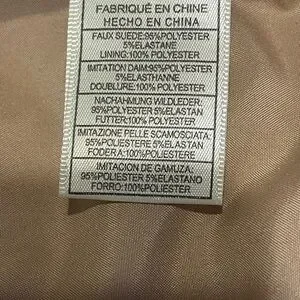 FABRIQUÉ EN CHINE
HECHO EN CHINA
FAUX SUEDE:95%POLYESTER
5%ELASTANE
LINING:100%POLYESTER
IMITATION DAIM:95%POLYESTER
5%ELASTHANNE
DOUBLURE:100%POLYESTER
NACHAHMUNG WILDLEDER:
95%POLYESTER 5%ELASTAN
FUTTER:100%POLYESTER
IMITAZIONE PELLE SCAMOSCIATA:
95%POLIESTERE 5%ELASTAN
FODERA:100%POLIESTERE
IMITACION DE GAMUZA:
95%POLIESTER 5%ELASTANO
FORRO:100%POLIESTER